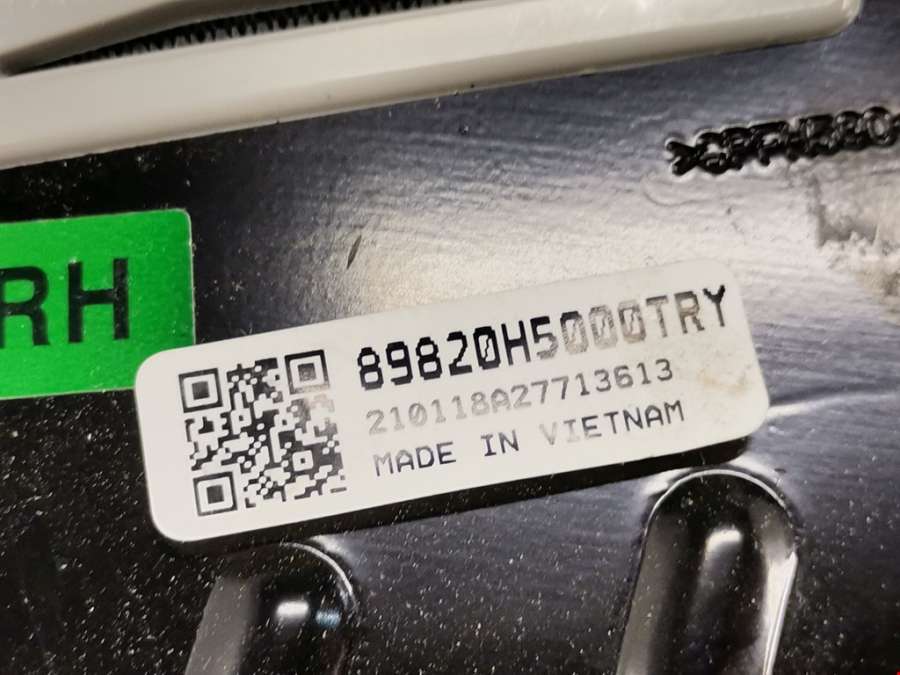 RH
89820H5000TRY
210118A27713613
MADE IN VIETNAM